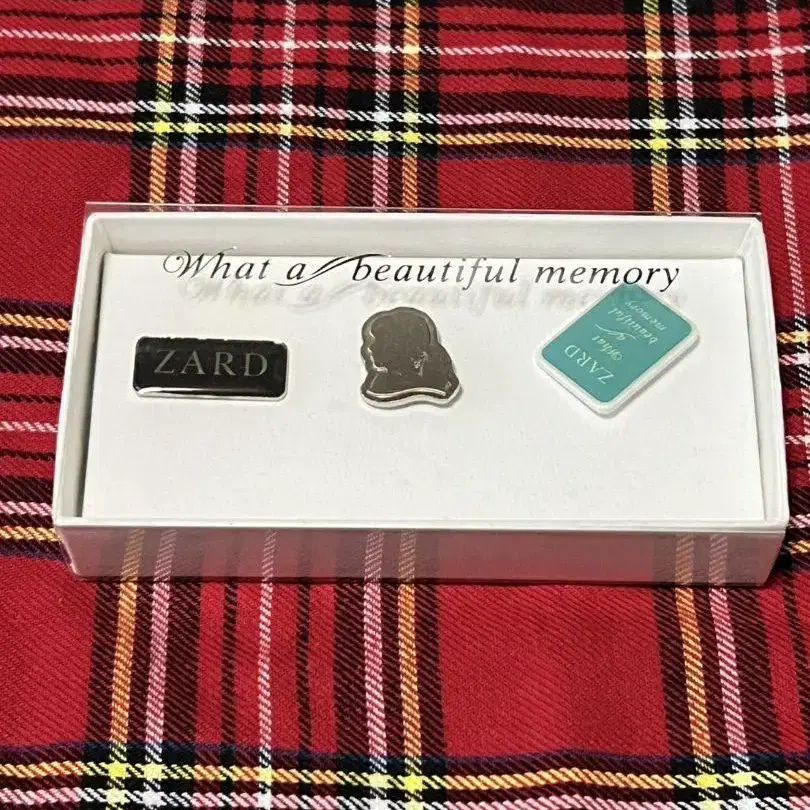 What a beautiful memory
ZARD
ZARD
What
a
beautiful
memory